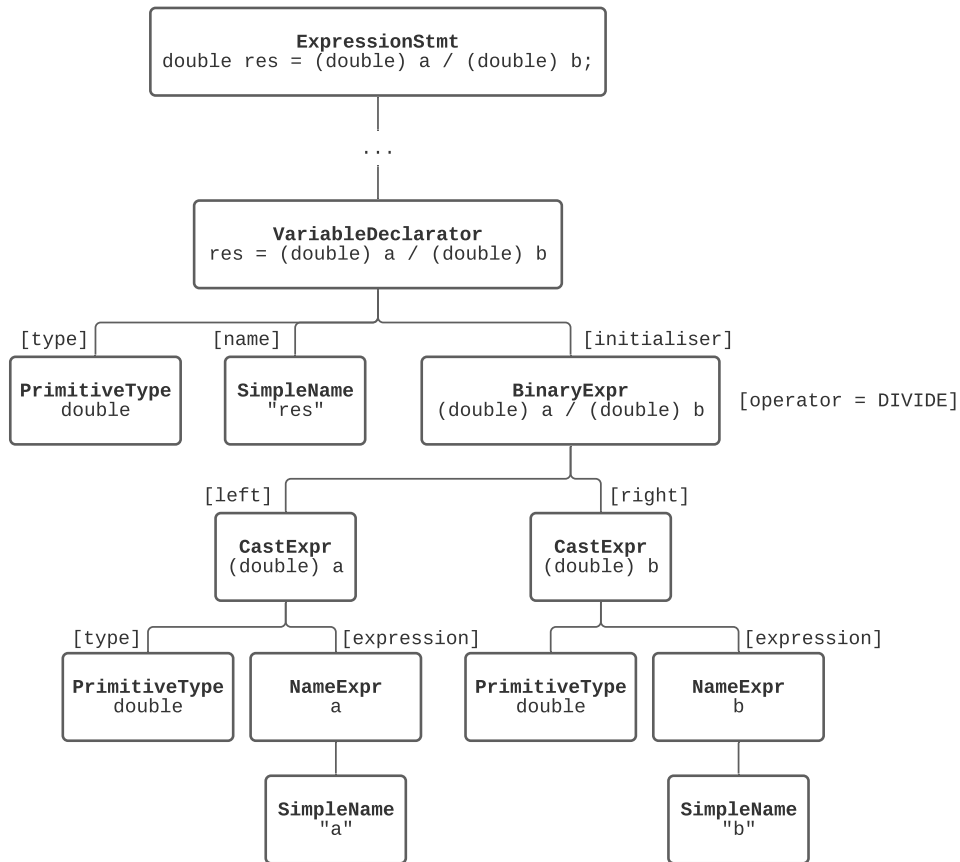 ExpressionStmt
double res = (double) a / (double) b;
...
VariableDeclarator
res = (double) a / (double) b
[type]
[name]
[initialiser]
PrimitiveType
double
SimpleName
"res"
BinaryExpr
(double) a / (double) b
[operator = DIVIDE]
[left]
[right]
CastExpr
(double) a
CastExpr
(double) b
[type]
[expression]
[expression]
PrimitiveType
double
NameExpr
a
PrimitiveType
double
NameExpr
b
SimpleName
"a"
SimpleName
"b"